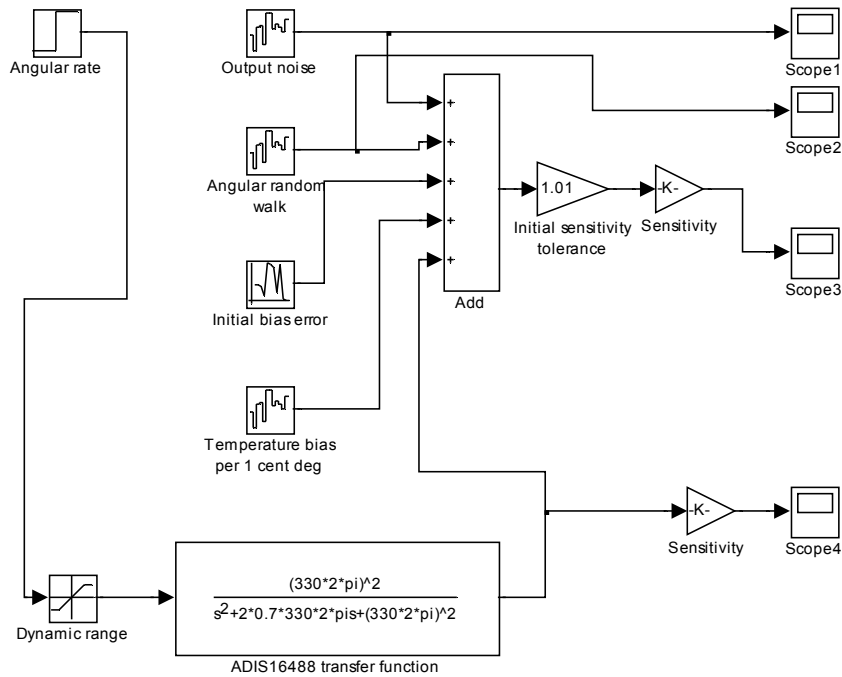 Angular rate
Output noise
Scope1
Scope2
Angular random
walk
+
+
+
+
+
1.01
-K-
Initial sensitivity
tolerance
Sensitivity
Scope3
Initial bias error
Add
Temperature bias
per 1 cent deg
-K-
Sensitivity
Scope4
(330*2*pi)^2
s2+2*0.7*330*2*pis+(330*2*pi)^2
Dynamic range
ADIS16488 transfer function